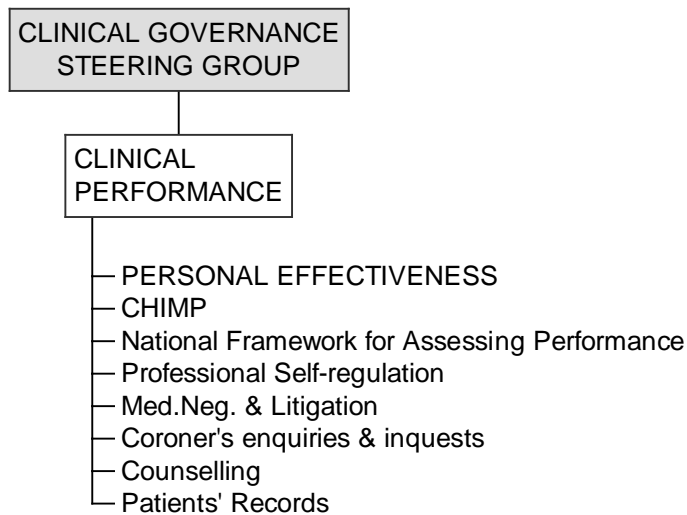 CLINICAL GOVERNANCE
STEERING GROUP
CLINICAL
PERFORMANCE
PERSONAL EFFECTIVENESS
CHIMP
National Framework for Assessing Performance
Professional Self-regulation
Med.Neg. & Litigation
Coroner's enquiries & inquests
Counselling
Patients' Records